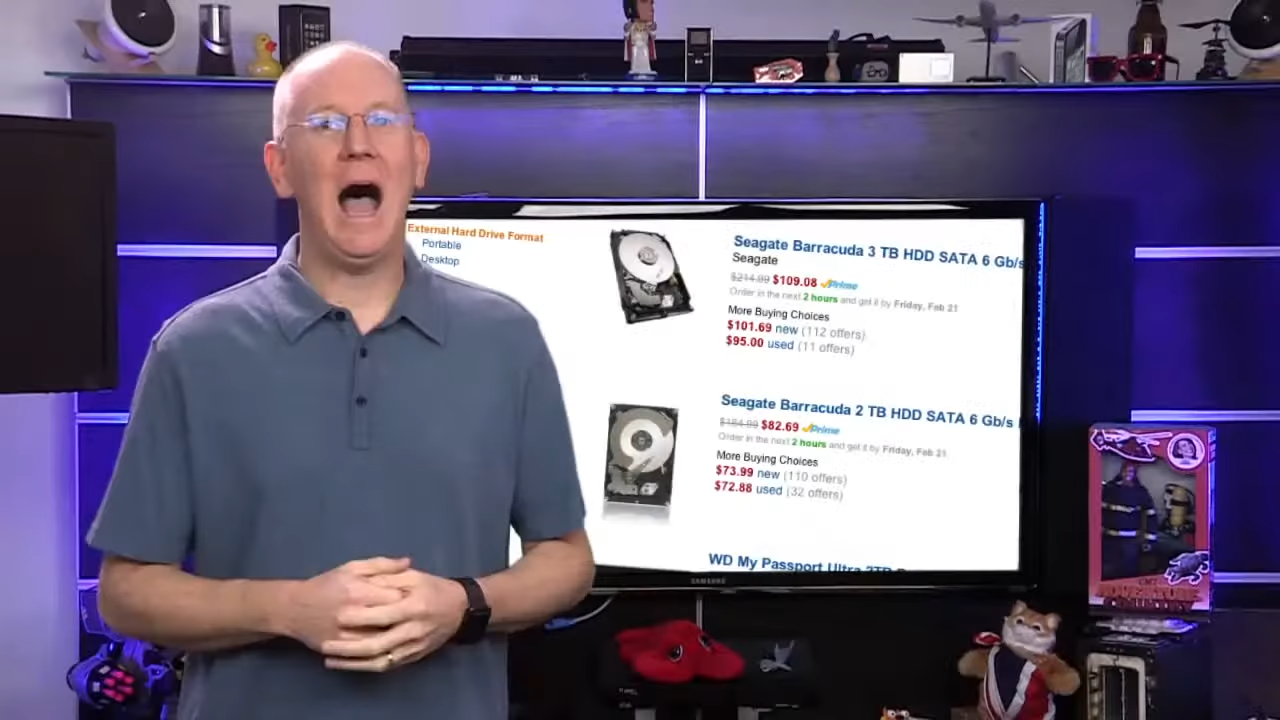 External Hard Drive Format
Portable
Desktop
Seagate Barracuda 3 TB HDD SATA 6 Gb/s
Seagate
$214.99 $109.08 Prime
Order in the next 2 hours and get it by Friday, Feb 21
More Buying Choices
$101.69 new (112 offers)
$95.00 used (11 offers)
Seagate Barracuda 2 TB HDD SATA 6 Gb/s
$82.69 Prime
Order in the next 2 hours and get it by Friday, Feb 21
More Buying Choices
$73.99 new (110 offers)
$72.88 used (32 offers)
WD My Passport Ultra 2TB
SAMSUNG